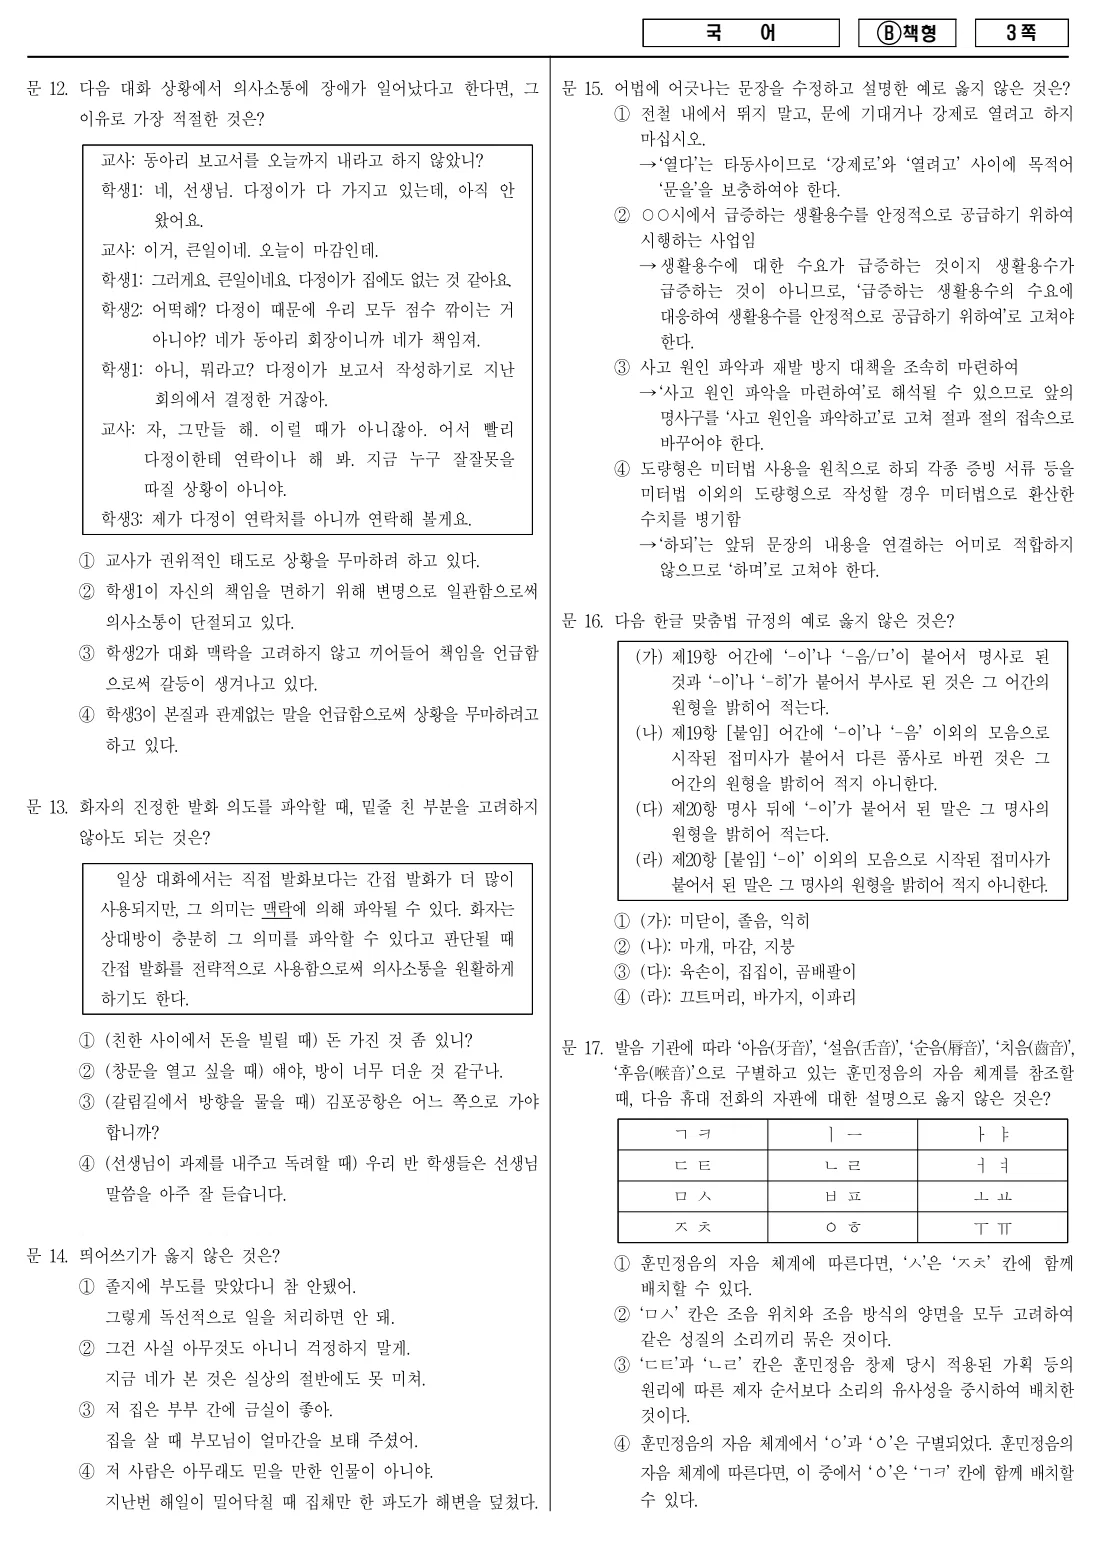 국 어
Ⓑ책형
3쪽
문 12. 다음 대화 상황에서 의사소통에 장애가 일어났다고 한다면, 그
이유로 가장 적절한 것은?
교사: 동아리 보고서를 오늘까지 내라고 하지 않았니?
학생1: 네, 선생님. 다정이가 다 가지고 있는데, 아직 안
왔어요.
교사: 이거, 큰일이네. 오늘이 마감인데.
학생1: 그러게요. 큰일이네요. 다정이가 집에도 없는 것 같아요.
학생2: 어떡해? 다정이 때문에 우리 모두 점수 깎이는 거
아니야? 네가 동아리 회장이니까 네가 책임져.
학생1: 아니, 뭐라고? 다정이가 보고서 작성하기로 지난
회의에서 결정한 거잖아.
교사: 자, 그만들 해. 이럴 때가 아니잖아. 어서 빨리
다정이한테 연락이나 해 봐. 지금 누구 잘잘못을
따질 상황이 아니야.
학생3: 제가 다정이 연락처를 아니까 연락해 볼게요.
① 교사가 권위적인 태도로 상황을 무마하려 하고 있다.
② 학생1이 자신의 책임을 면하기 위해 변명으로 일관함으로써
의사소통이 단절되고 있다.
③ 학생2가 대화 맥락을 고려하지 않고 끼어들어 책임을 언급함
으로써 갈등이 생겨나고 있다.
④ 학생3이 본질과 관계없는 말을 언급함으로써 상황을 무마하려고
하고 있다.
문 13. 화자의 진정한 발화 의도를 파악할 때, 밑줄 친 부분을 고려하지
않아도 되는 것은?
일상 대화에서는 직접 발화보다는 간접 발화가 더 많이
사용되지만, 그 의미는 맥락에 의해 파악될 수 있다. 화자는
상대방이 충분히 그 의미를 파악할 수 있다고 판단될 때
간접 발화를 전략적으로 사용함으로써 의사소통을 원활하게
하기도 한다.
① (친한 사이에서 돈을 빌릴 때) 돈 가진 것 좀 있니?
② (창문을 열고 싶을 때) 얘야, 방이 너무 더운 것 같구나.
③ (갈림길에서 방향을 물을 때) 김포공항은 어느 쪽으로 가야
합니까?
④ (선생님이 과제를 내주고 독려할 때) 우리 반 학생들은 선생님
말씀을 아주 잘 듣습니다.
문 14. 띄어쓰기가 옳지 않은 것은?
① 졸지에 부도를 맞았다니 참 안됐어.
그렇게 독선적으로 일을 처리하면 안 돼.
② 그건 사실 아무것도 아니니 걱정하지 말게.
지금 네가 본 것은 실상의 절반에도 못 미쳐.
③ 저 집은 부부 간에 금실이 좋아.
집을 살 때 부모님이 얼마간을 보태 주셨어.
④ 저 사람은 아무래도 믿을 만한 인물이 아니야.
지난번 해일이 밀어닥칠 때 집채만 한 파도가 해변을 덮쳤다.
문 15. 어법에 어긋나는 문장을 수정하고 설명한 예로 옳지 않은 것은?
① 전철 내에서 뛰지 말고, 문에 기대거나 강제로 열려고 하지
마십시오.
→‘열다’는 타동사이므로 ‘강제로’와 ‘열려고’ 사이에 목적어
‘문을’을 보충하여야 한다.
② ○○시에서 급증하는 생활용수를 안정적으로 공급하기 위하여
시행하는 사업임
→생활용수에 대한 수요가 급증하는 것이지 생활용수가
급증하는 것이 아니므로, ‘급증하는 생활용수의 수요에
대응하여 생활용수를 안정적으로 공급하기 위하여’로 고쳐야
한다.
③ 사고 원인 파악과 재발 방지 대책을 조속히 마련하여
→‘사고 원인 파악을 마련하여’로 해석될 수 있으므로 앞의
명사구를 ‘사고 원인을 파악하고’로 고쳐 절과 절의 접속으로
바꾸어야 한다.
④ 도량형은 미터법 사용을 원칙으로 하되 각종 증빙 서류 등을
미터법 이외의 도량형으로 작성할 경우 미터법으로 환산한
수치를 병기함
→‘하되’는 앞뒤 문장의 내용을 연결하는 어미로 적합하지
않으므로 ‘하며’로 고쳐야 한다.
문 16. 다음 한글 맞춤법 규정의 예로 옳지 않은 것은?
(가) 제19항 어간에 ‘-이’나 ‘-음/ㅁ’이 붙어서 명사로 된
것과 ‘-이’나 ‘-히’가 붙어서 부사로 된 것은 그 어간의
원형을 밝히어 적는다.
(나) 제19항 [붙임] 어간에 ‘-이’나 ‘-음’ 이외의 모음으로
시작된 접미사가 붙어서 다른 품사로 바뀐 것은 그
어간의 원형을 밝히어 적지 아니한다.
(다) 제20항 명사 뒤에 ‘-이’가 붙어서 된 말은 그 명사의
원형을 밝히어 적는다.
(라) 제20항 [붙임] ‘-이’ 이외의 모음으로 시작된 접미사가
붙어서 된 말은 그 명사의 원형을 밝히어 적지 아니한다.
① (가): 미닫이, 졸음, 익히
② (나): 마개, 마감, 지붕
③ (다): 육손이, 집집이, 곰배팔이
④ (라): 끄트머리, 바가지, 이파리
문 17. 발음 기관에 따라 ‘아음(牙音)’, ‘설음(舌音)’, ‘순음(脣音)’, ‘치음(齒音)’,
‘후음(喉音)’으로 구별하고 있는 훈민정음의 자음 체계를 참조할
때, 다음 휴대 전화의 자판에 대한 설명으로 옳지 않은 것은?
ㄱ ㅋ ㅣ ㅡ ㅏ ㅑ
ㄷ ㅌ ㄴ ㄹ ㅓ ㅕ
ㅁ ㅅ ㅂ ㅍ ㅗ ㅛ
ㅈ ㅊ ㅇ ㅎ ㅜ ㅠ
① 훈민정음의 자음 체계에 따른다면, ‘ㅅ’은 ‘ㅈㅊ’ 칸에 함께
배치할 수 있다.
② ‘ㅁㅅ’ 칸은 조음 위치와 조음 방식의 양면을 모두 고려하여
같은 성질의 소리끼리 묶은 것이다.
③ ‘ㄷㅌ’과 ‘ㄴㄹ’ 칸은 훈민정음 창제 당시 적용된 가획 등의
원리에 따른 제자 순서보다 소리의 유사성을 중시하여 배치한
것이다.
④ 훈민정음의 자음 체계에서 ‘ㅇ’과 ‘ㆁ’은 구별되었다. 훈민정음의
자음 체계에 따른다면, 이 중에서 ‘ㆁ’은 ‘ㄱㅋ’ 칸에 함께 배치할
수 있다.